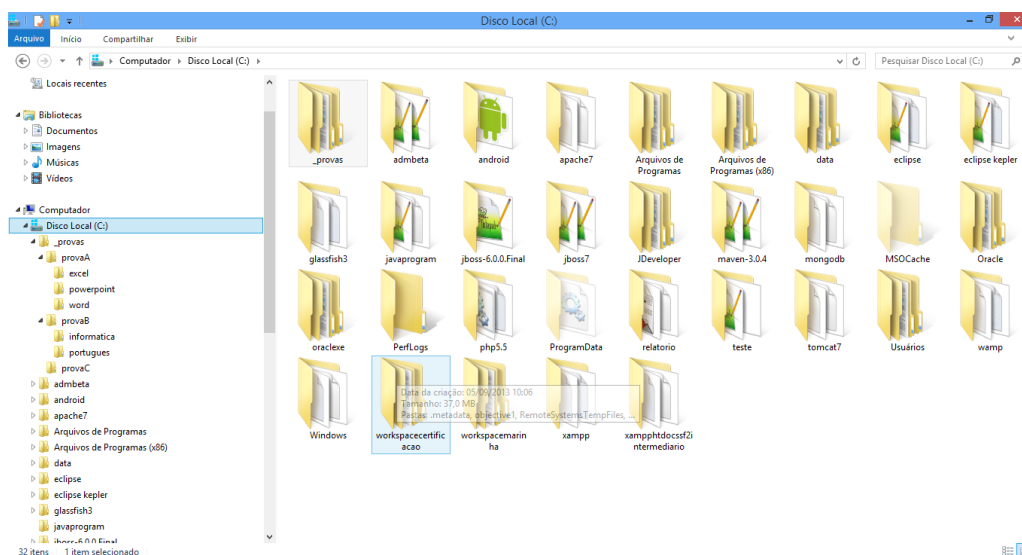 Disco Local (C:)
Arquivo Início Compartilhar Exibir
Computador Disco Local (C:)
Pesquisar Disco Local (C:)
Locais recentes
Bibliotecas
Documentos
Imagens
Músicas
Vídeos
Computador
Disco Local (C:)
_provas
provaA
excel
powerpoint
word
provaB
informatica
portugues
provaC
admbeta
android
apache7
Arquivos de Programas
Arquivos de Programas (x86)
data
eclipse
eclipse kepler
glassfish3
javaprogram
jboss-6.0.0.Final
_provas admbeta android apache7 Arquivos de Arquivos de data eclipse eclipse kepler
Programas Programas (x86)
glassfish3 javaprogram jboss-6.0.0.Final jboss7 JDeveloper maven-3.0.4 mongodb MSOCache Oracle
oraclexe PerfLogs php5.5 ProgramData relatorio teste tomcat7 Usuários wamp
Data da criação: 05/09/2013 10:06
Tamanho: 37,0 MB
Pastas: .metadata, objective1, RemoteSystemsTempFiles, ...
Windows workspacecertific workspacemarin xampp xampphtdocssf2i
acao ha ntermediario
32 itens 1 item selecionado